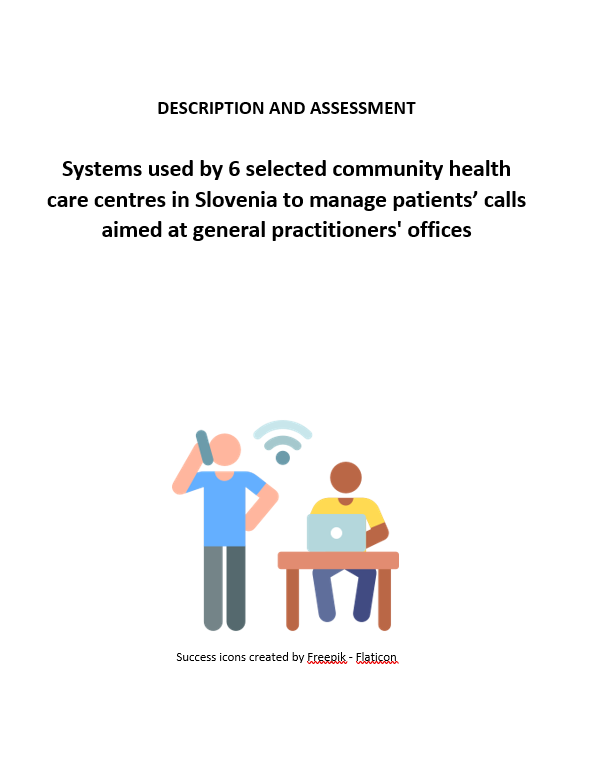 DESCRIPTION AND ASSESSMENT
Systems used by 6 selected community health
care centres in Slovenia to manage patients’ calls
aimed at general practitioners' offices
Success icons created by Freepik - Flaticon